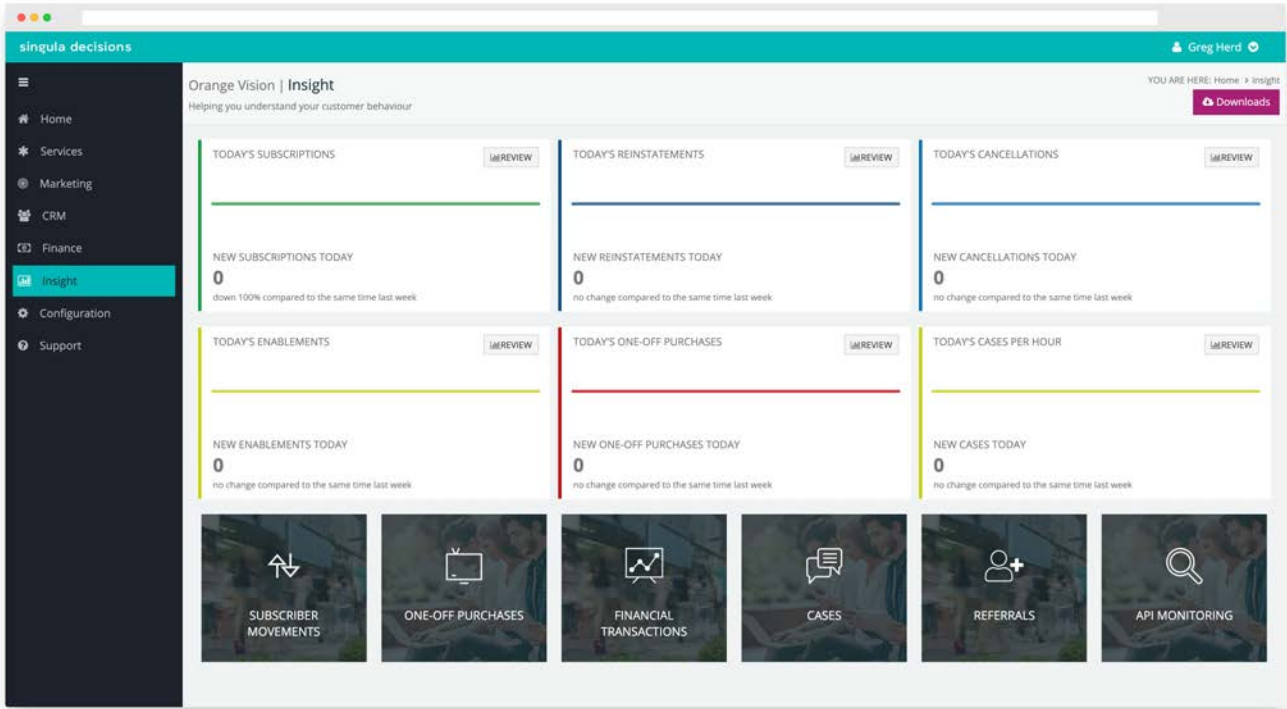 singula decisions
Greg Herd
Orange Vision | Insight
Helping you understand your customer behaviour
YOU ARE HERE: Home > Insight
Downloads
Home
Services
Marketing
CRM
Finance
Insight
Configuration
Support
TODAY'S SUBSCRIPTIONS
REVIEW
NEW SUBSCRIPTIONS TODAY
0
down 100% compared to the same time last week
TODAY'S REINSTATEMENTS
REVIEW
NEW REINSTATEMENTS TODAY
0
no change compared to the same time last week
TODAY'S CANCELLATIONS
REVIEW
NEW CANCELLATIONS TODAY
0
no change compared to the same time last week
TODAY'S ENABLEMENTS
REVIEW
NEW ENABLEMENTS TODAY
0
no change compared to the same time last week
TODAY'S ONE-OFF PURCHASES
REVIEW
NEW ONE-OFF PURCHASES TODAY
0
no change compared to the same time last week
TODAY'S CASES PER HOUR
REVIEW
NEW CASES TODAY
0
no change compared to the same time last week
SUBSCRIBER
MOVEMENTS
ONE-OFF PURCHASES
FINANCIAL
TRANSACTIONS
CASES
REFERRALS
API MONITORING